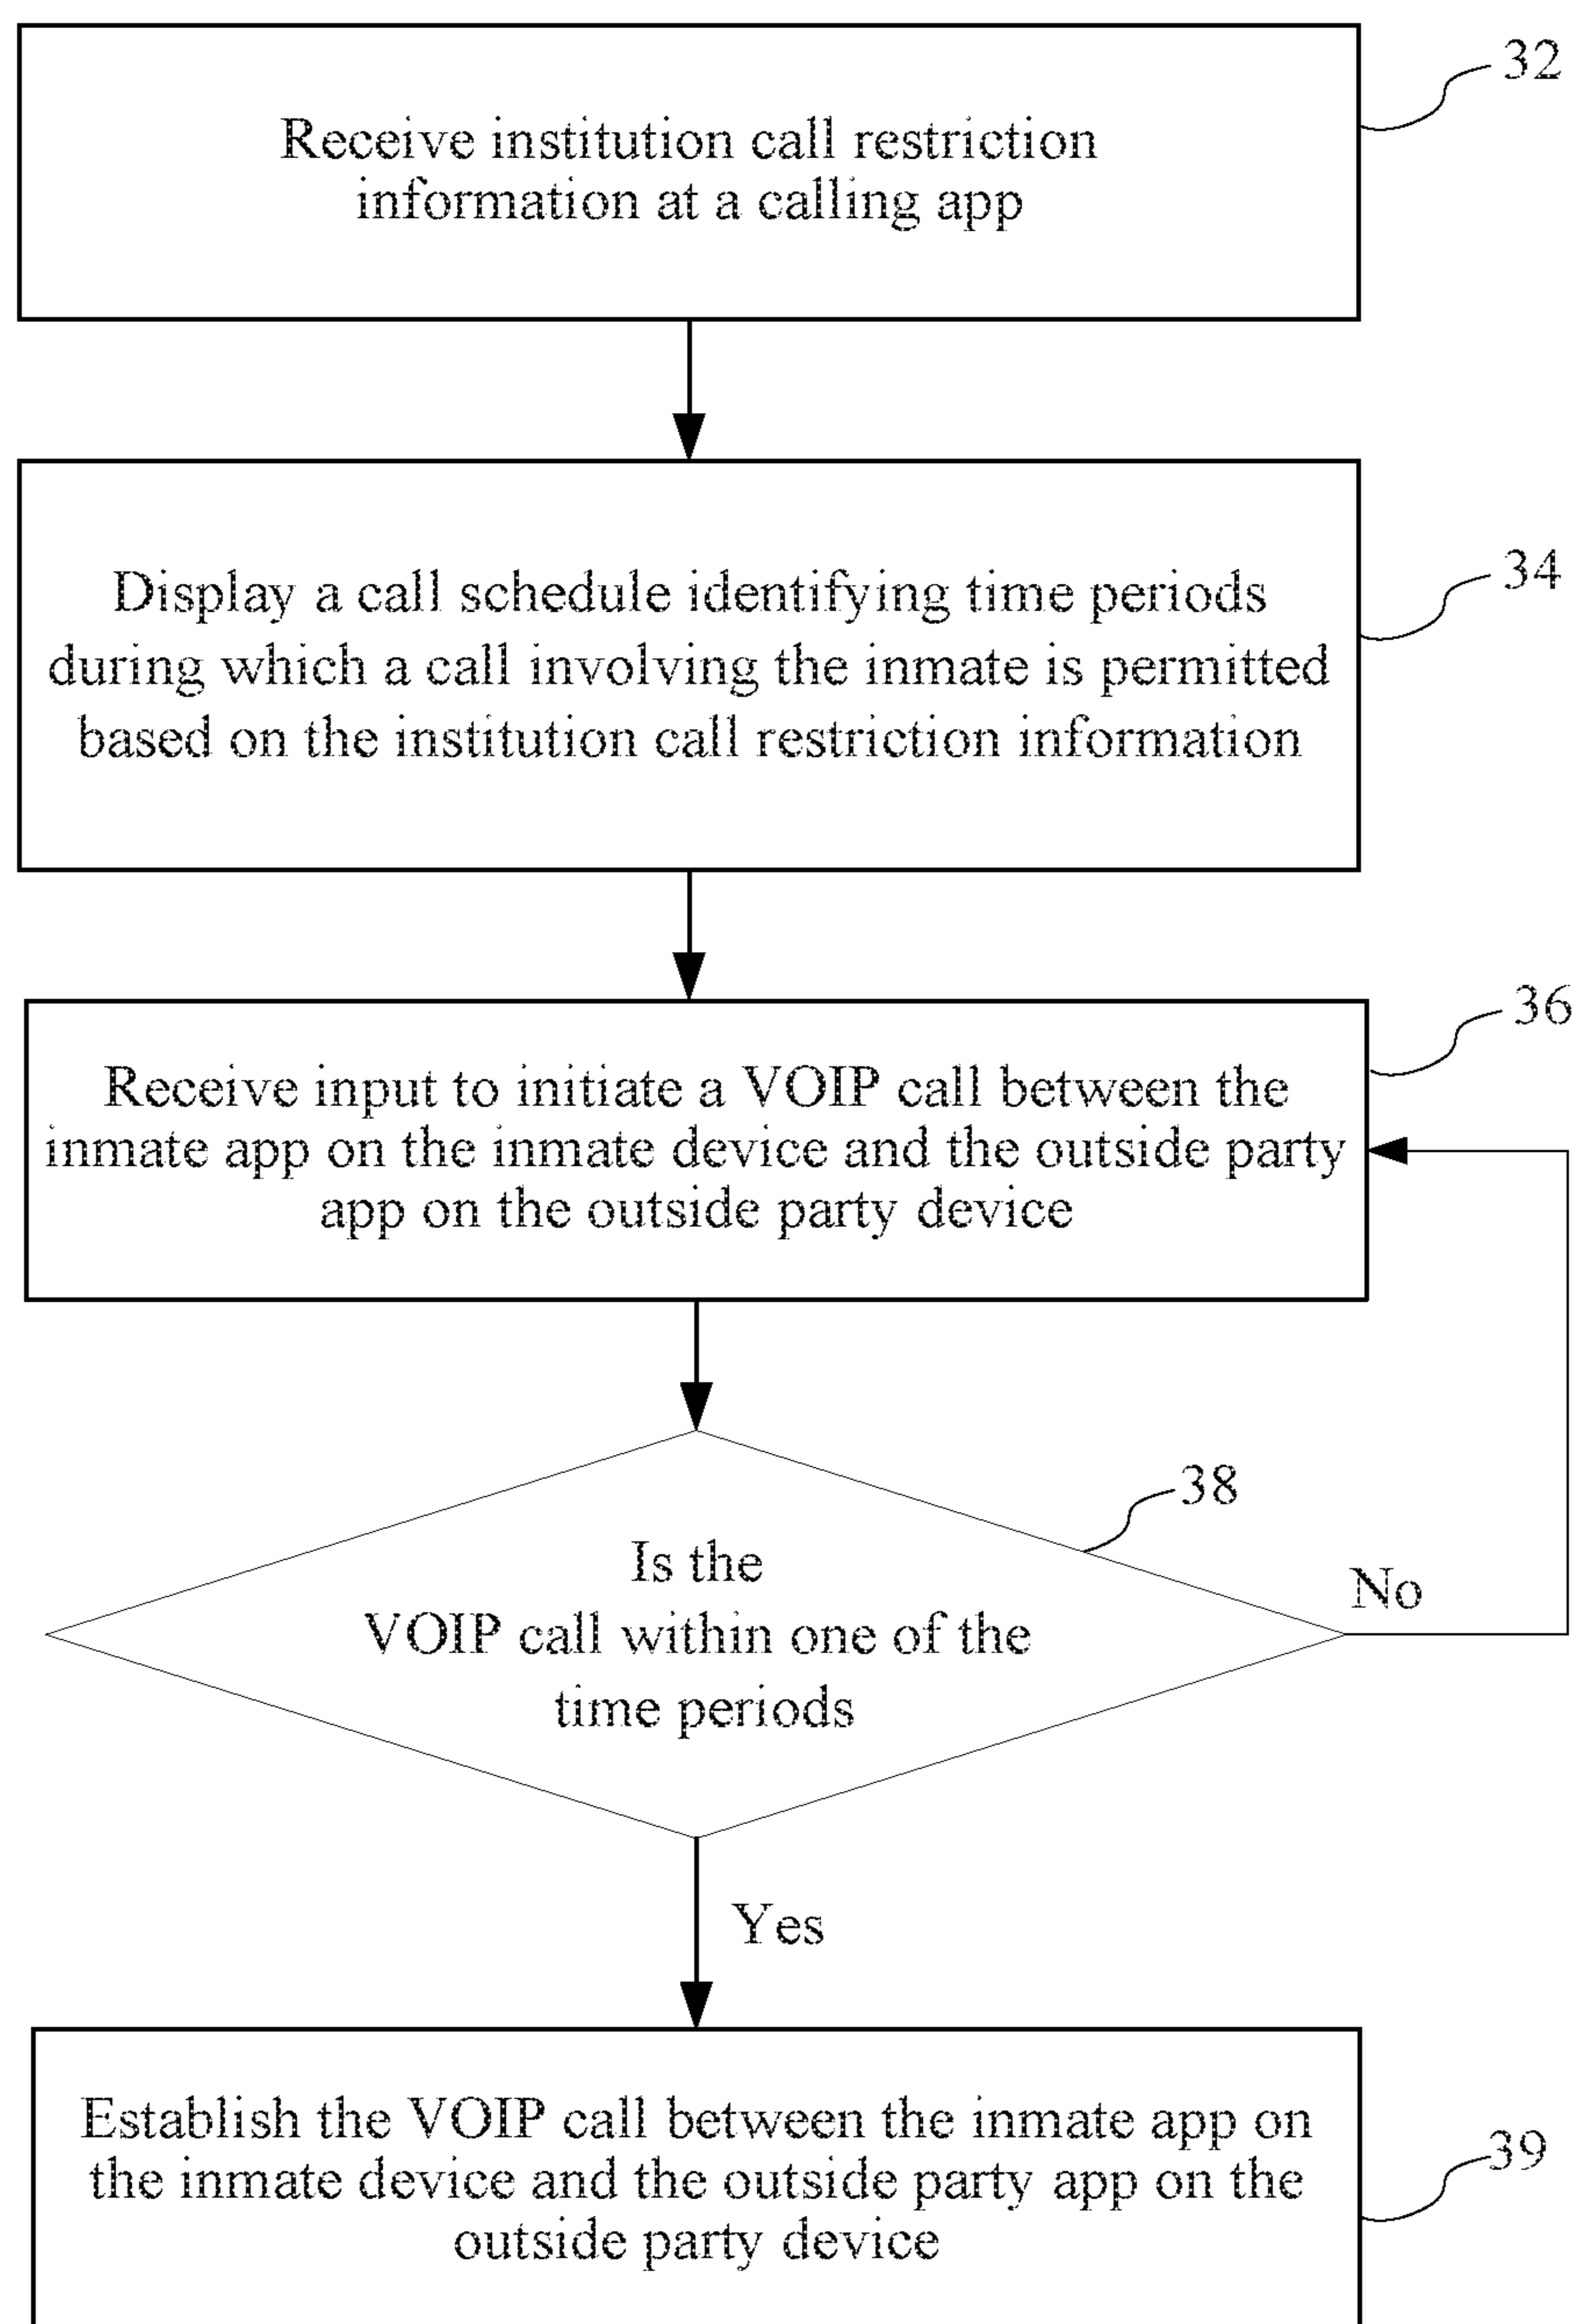 32
Receive institution call restriction
information at a calling app
34
Display a call schedule identifying time periods
during which a call involving the inmate is permitted
based on the institution call restriction information
36
Receive input to initiate a VOIP call between the
inmate app on the inmate device and the outside party
app on the outside party device
38
Is the
VOIP call within one of the
time periods
No
Yes
Establish the VOIP call between the inmate app on
the inmate device and the outside party app on the
outside party device
39